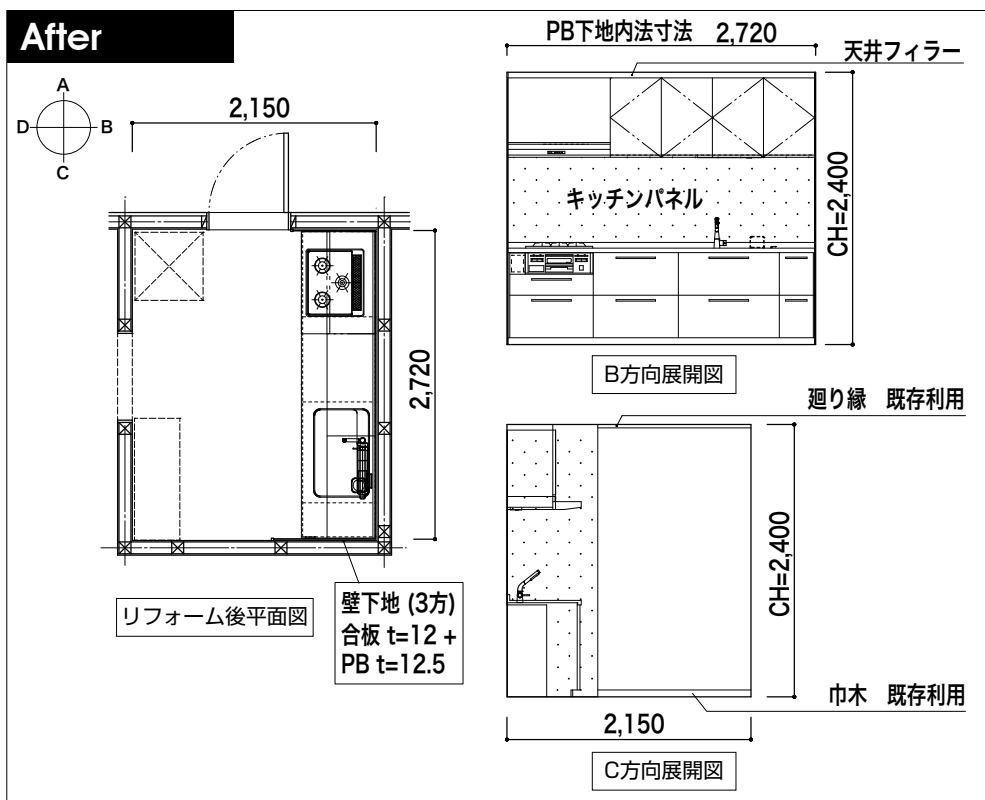 After
A
D
B
C
2,150
2,720
壁下地 (3方)
合板 t=12 +
PB t=12.5
リフォーム後平面図
PB下地内法寸法 2,720
天井フィラー
キッチンパネル
CH=2,400
B方向展開図
廻り縁 既存利用
CH=2,400
巾木 既存利用
2,150
C方向展開図